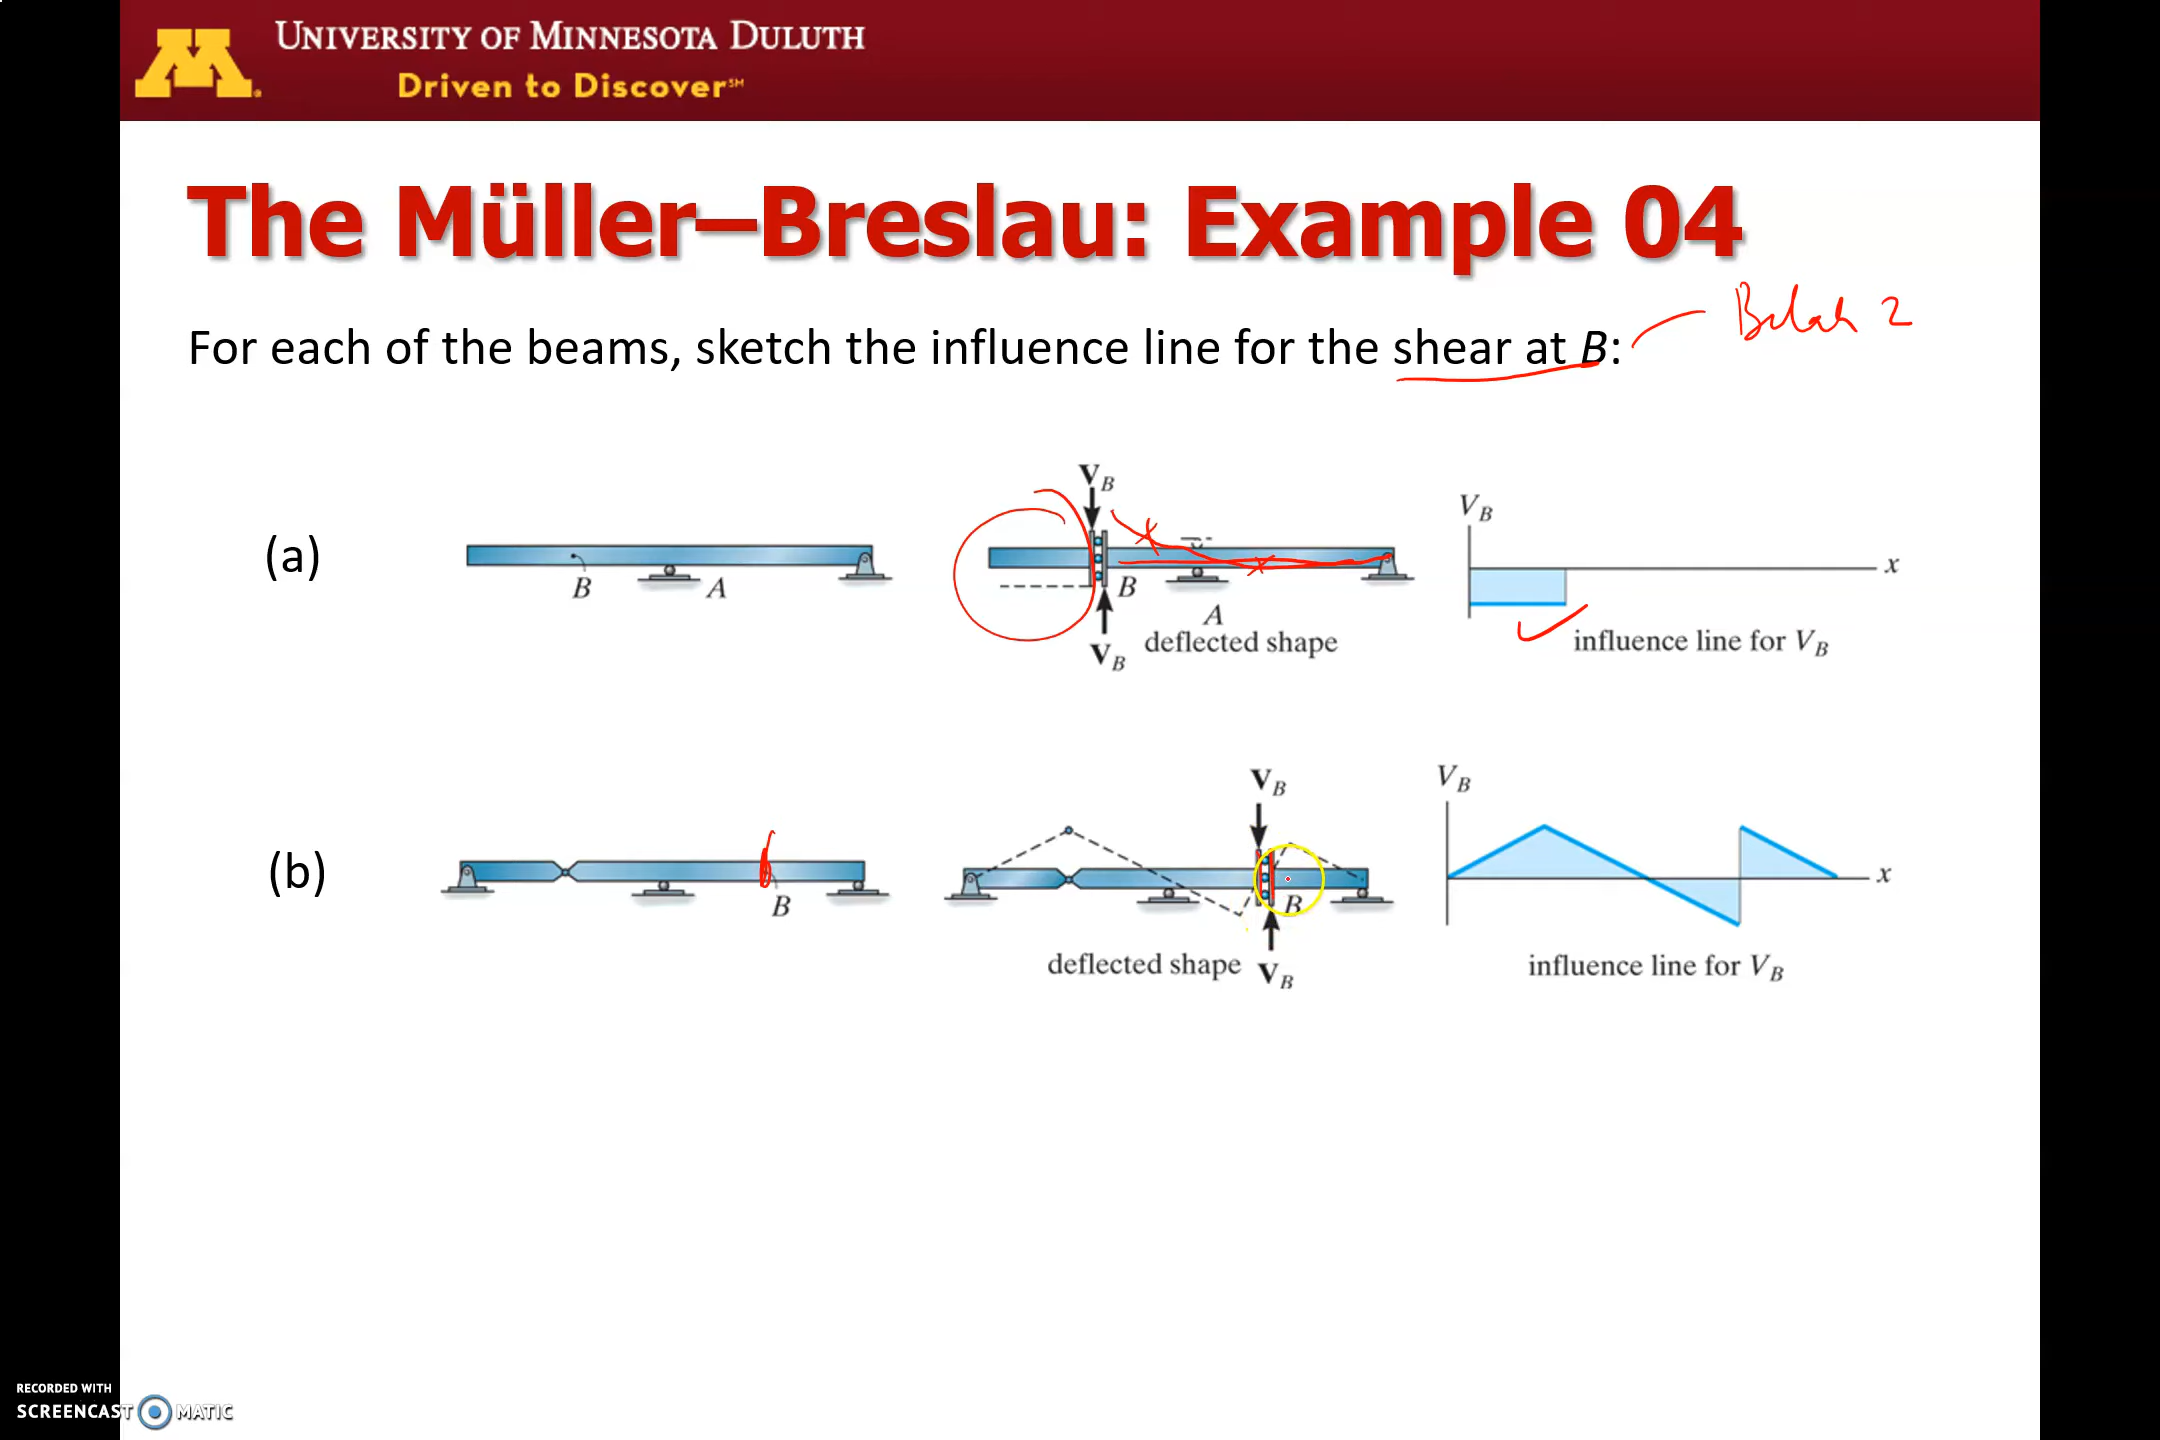 UNIVERSITY OF MINNESOTA DULUTH
Driven to Discover℠
The Müller–Breslau: Example 04
Belah 2
For each of the beams, sketch the influence line for the shear at B:
(a)
B
A
V_B
B
A
V_B
deflected shape
V_B
x
influence line for V_B
(b)
B
V_B
B
deflected shape
V_B
V_B
x
influence line for V_B
RECORDED WITH
SCREENCAST MATIC